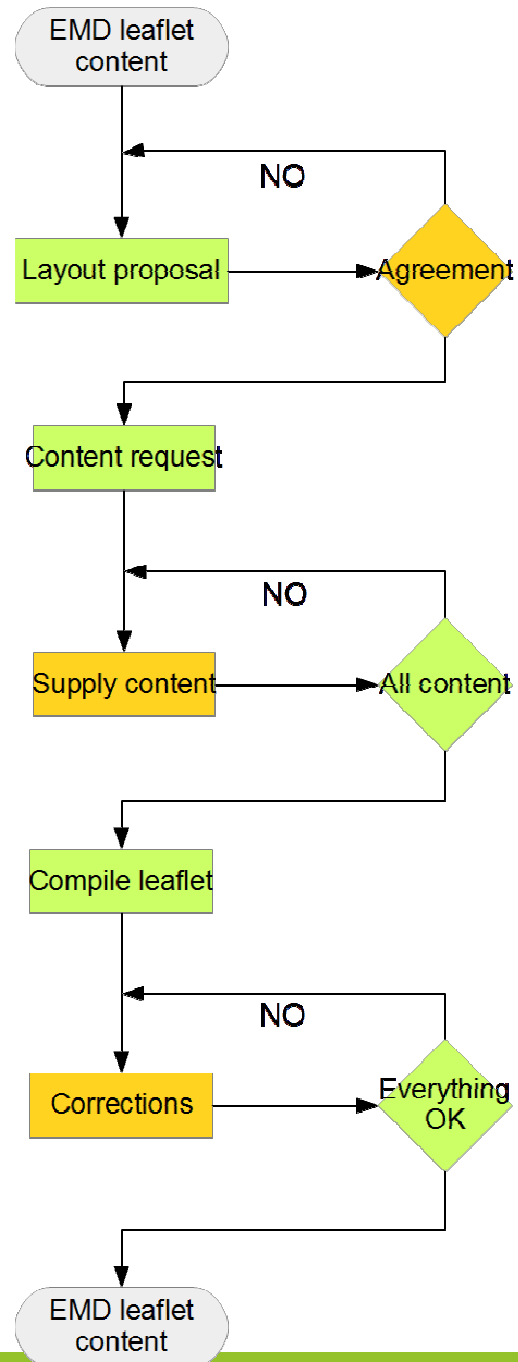 EMD leaflet
content
NO
Layout proposal
Agreement
Content request
NO
Supply content
All content
Compile leaflet
NO
Corrections
Everything
OK
EMD leaflet
content